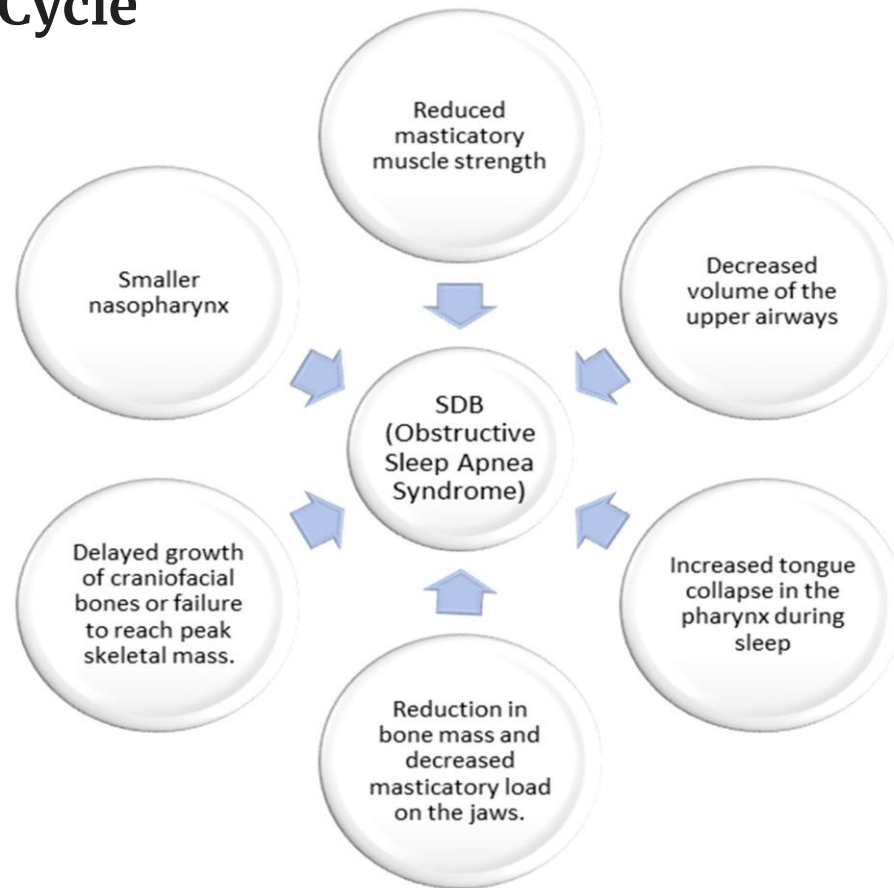 Cycle
Reduced
masticatory
muscle strength
Decreased
volume of the
upper airways
Increased tongue
collapse in the
pharynx during
sleep
Reduction in
bone mass and
decreased
masticatory load
on the jaws.
Delayed growth
of craniofacial
bones or failure
to reach peak
skeletal mass.
Smaller
nasopharynx
SDB
(Obstructive
Sleep Apnea
Syndrome)